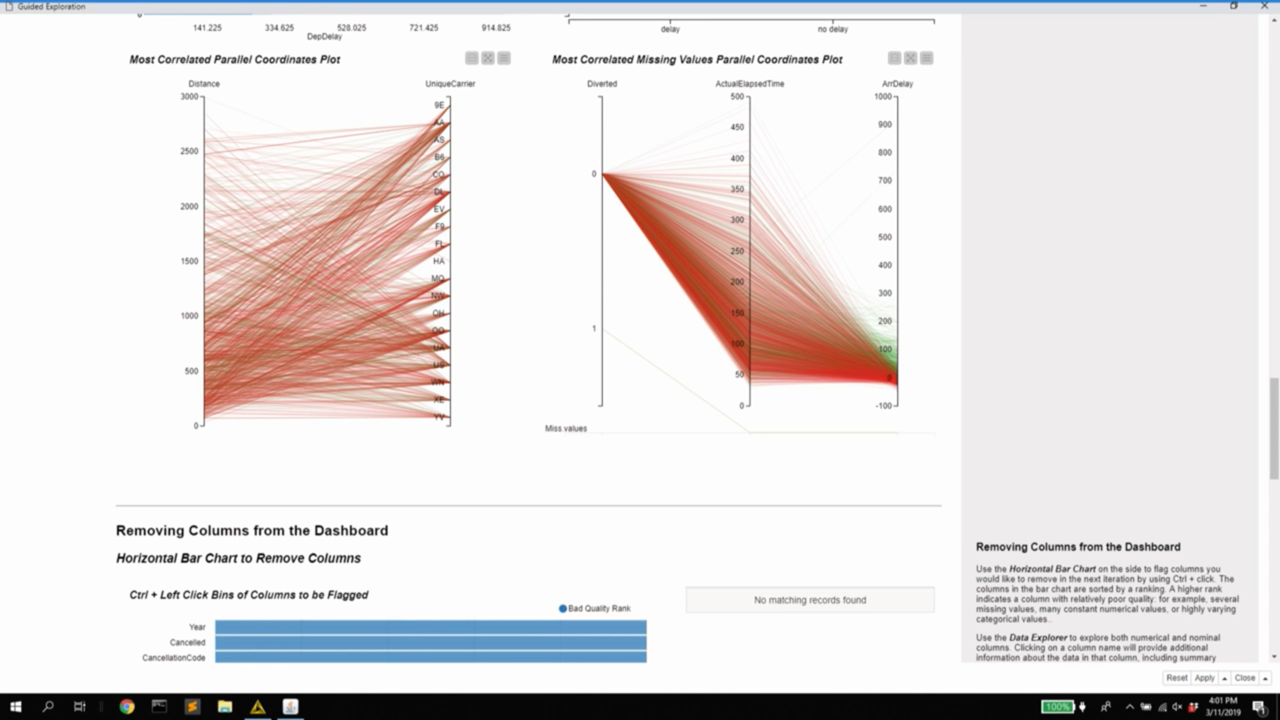 Guided Exploration
0
141.225 334.625 528.025 721.425 914.825
DepDelay
delay no delay
Most Correlated Parallel Coordinates Plot
Most Correlated Missing Values Parallel Coordinates Plot
Distance UniqueCarrier
3000
2500
2000
1500
1000
500
0
9E
AA
AS
B6
CO
DL
EV
F9
FL
HA
MQ
NW
OH
OO
UA
US
WN
XE
YV
Diverted ActualElapsedTime ArrDelay
0
1
500
450
400
350
300
250
200
150
100
50
0
1000
900
800
700
600
500
400
300
200
100
0
-100
Miss.values
Removing Columns from the Dashboard
Horizontal Bar Chart to Remove Columns
Ctrl + Left Click Bins of Columns to be Flagged
Bad Quality Rank
Year
Cancelled
CancellationCode
No matching records found
Removing Columns from the Dashboard
Use the Horizontal Bar Chart on the side to flag columns you
would like to remove in the next iteration by using Ctrl + click. The
columns in the bar chart are sorted by a ranking. A higher rank
indicates a column with relatively poor quality: for example, several
missing values, many constant numerical values, or highly varying
categorical values..
Use the Data Explorer to explore both numerical and nominal
columns. Clicking on a column name will provide additional
information about the data in that column, including summary
Reset Apply Close
100%
4:01 PM
3/11/2019
1